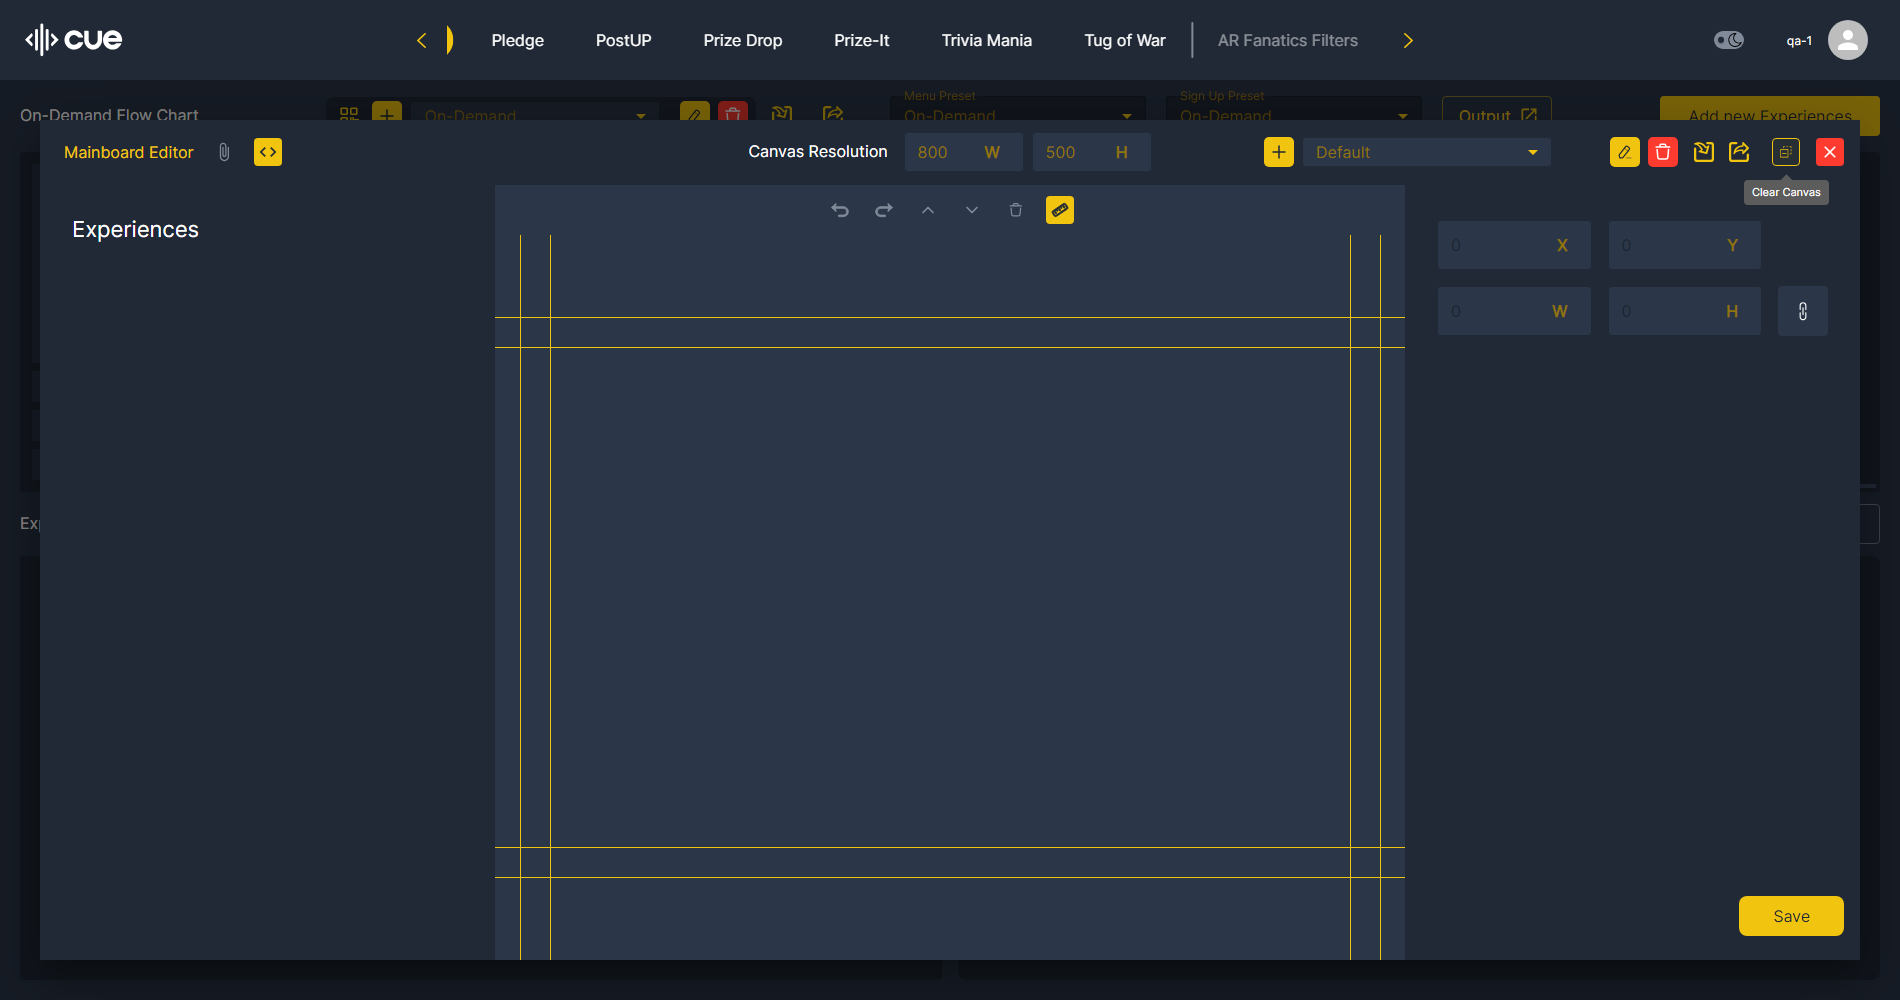 cue
Pledge
PostUP
Prize Drop
Prize-It
Trivia Mania
Tug of War
AR Fanatics Filters
qa-1
On-Demand Flow Chart
On-Demand
Menu Preset
On-Demand
Sign Up Preset
On-Demand
Output
Add new Experiences
Mainboard Editor
Canvas Resolution
800 W
500 H
Default
Clear Canvas
Experiences
0 X
0 Y
0 W
0 H
Exp
Save